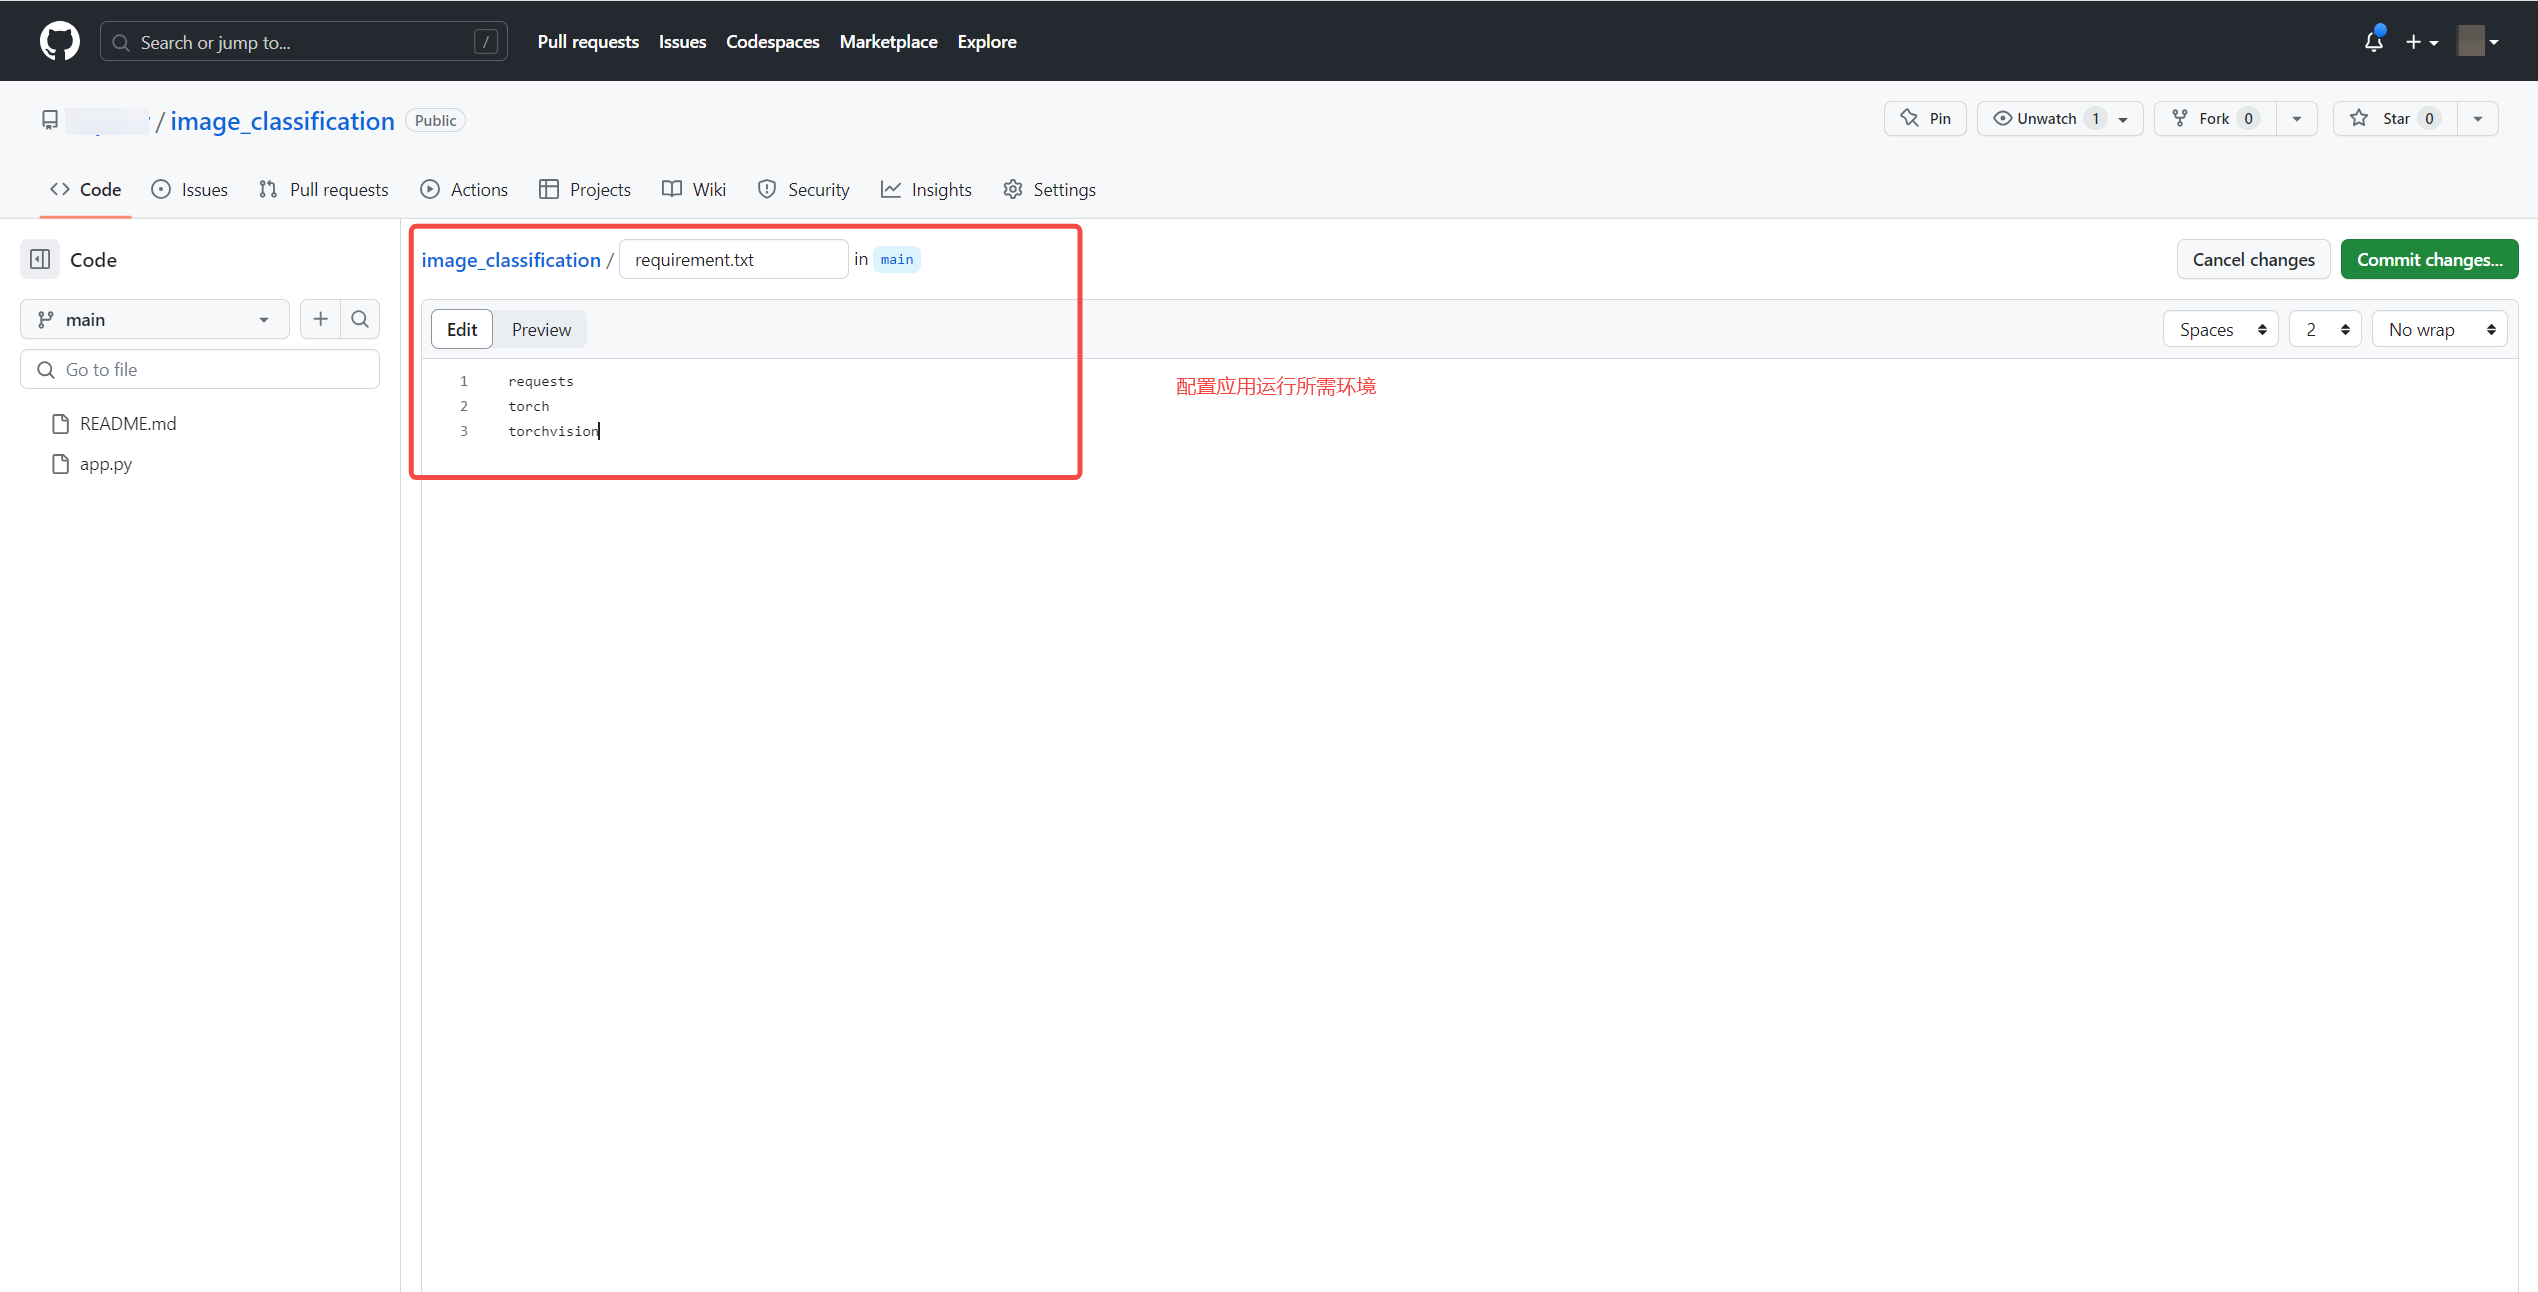 Search or jump to... / Pull requests Issues Codespaces Marketplace Explore
/ image_classification Public Pin Unwatch 1 Fork 0 Star 0
Code Issues Pull requests Actions Projects Wiki Security Insights Settings
Code
main
Go to file
README.md
app.py
image_classification / requirement.txt in main
Cancel changes Commit changes...
Edit Preview
Spaces 2 No wrap
1 requests
2 torch
3 torchvision
配置应用运行所需环境